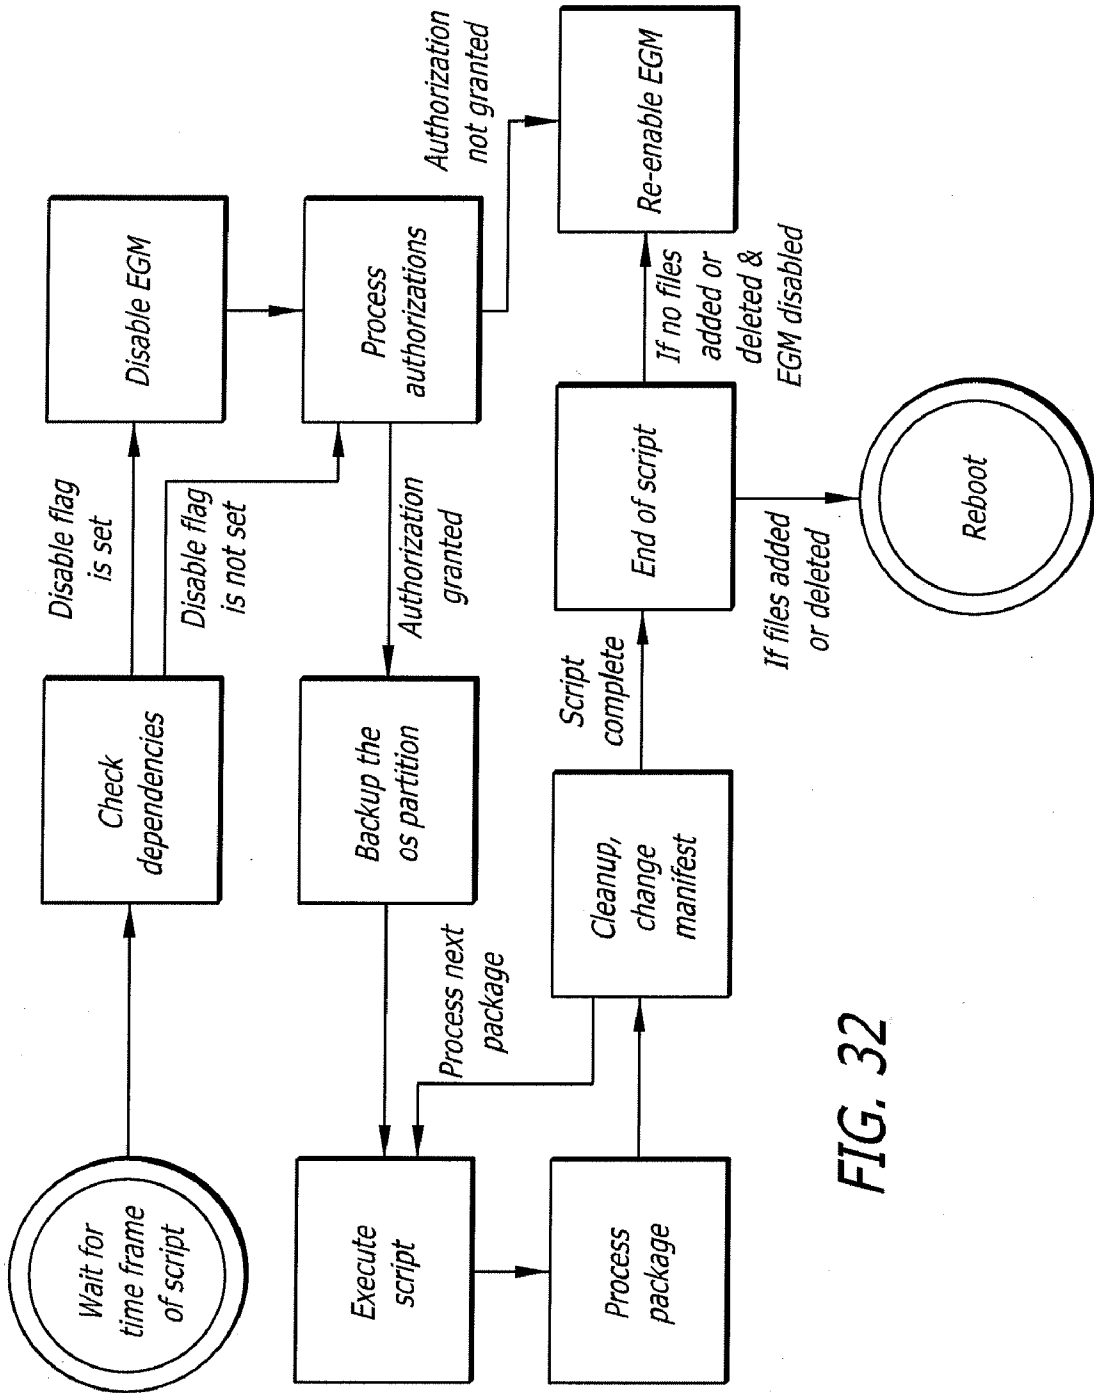 Wait for
time frame
of script
Check
dependencies
Disable flag
is set
Disable flag
is not set
Disable EGM
Execute
script
Process next
package
Backup the
os partition
Authorization
granted
Process
authorizations
Authorization
not granted
Process
package
Cleanup,
change
manifest
Script
complete
End of script
If no files
added or
deleted &
EGM disabled
Re-enable EGM
If files added
or deleted
Reboot
FIG. 32